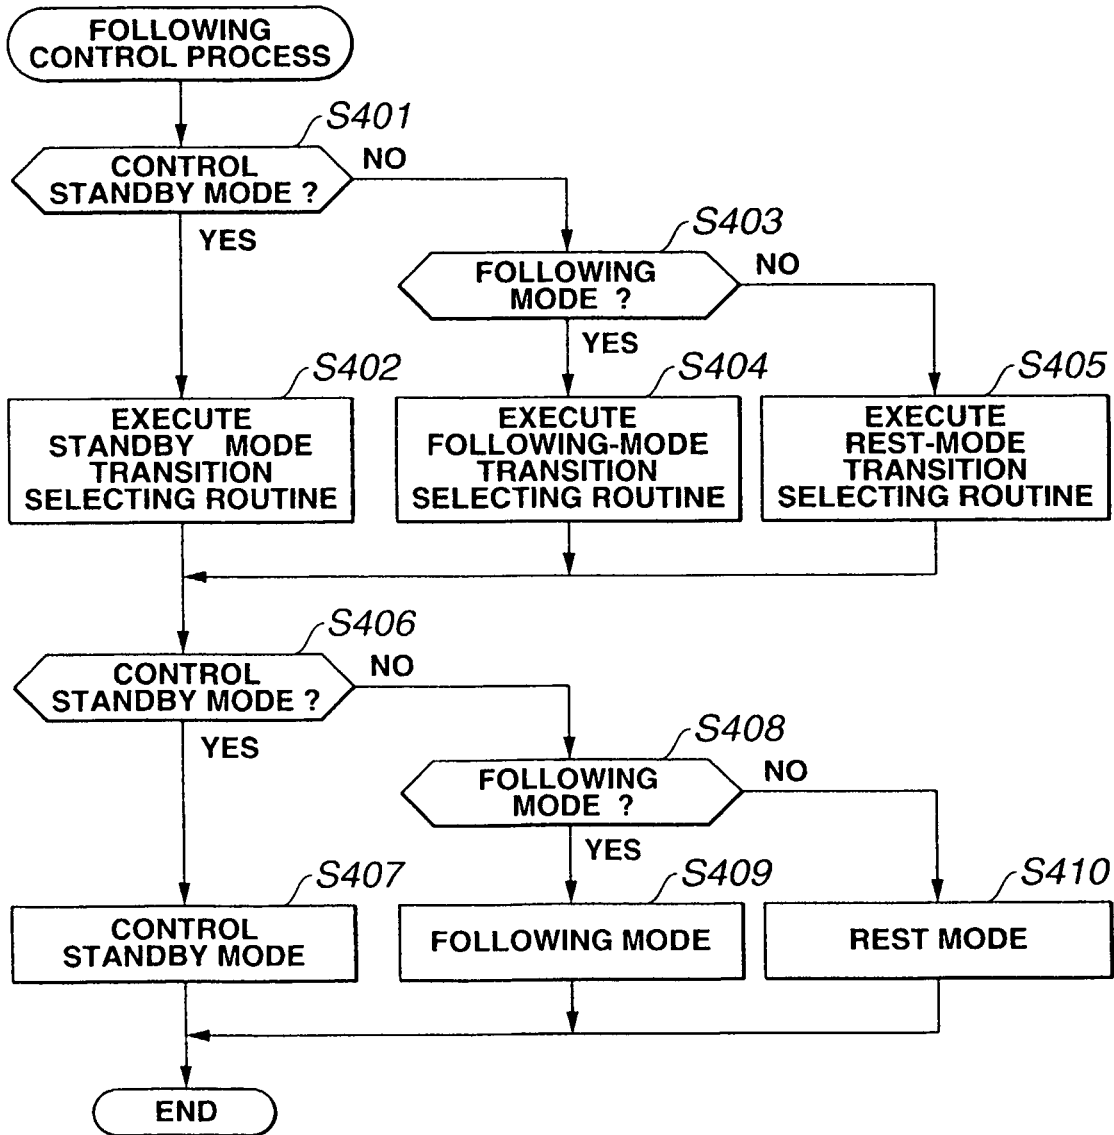 FOLLOWING
CONTROL PROCESS
S401
CONTROL
STANDBY MODE ?
NO
YES
S403
FOLLOWING
MODE ?
NO
YES
S402
EXECUTE
STANDBY MODE
TRANSITION
SELECTING ROUTINE
S404
EXECUTE
FOLLOWING-MODE
TRANSITION
SELECTING ROUTINE
S405
EXECUTE
REST-MODE
TRANSITION
SELECTING ROUTINE
S406
CONTROL
STANDBY MODE ?
NO
YES
S408
FOLLOWING
MODE ?
NO
YES
S407
CONTROL
STANDBY MODE
S409
FOLLOWING MODE
S410
REST MODE
END